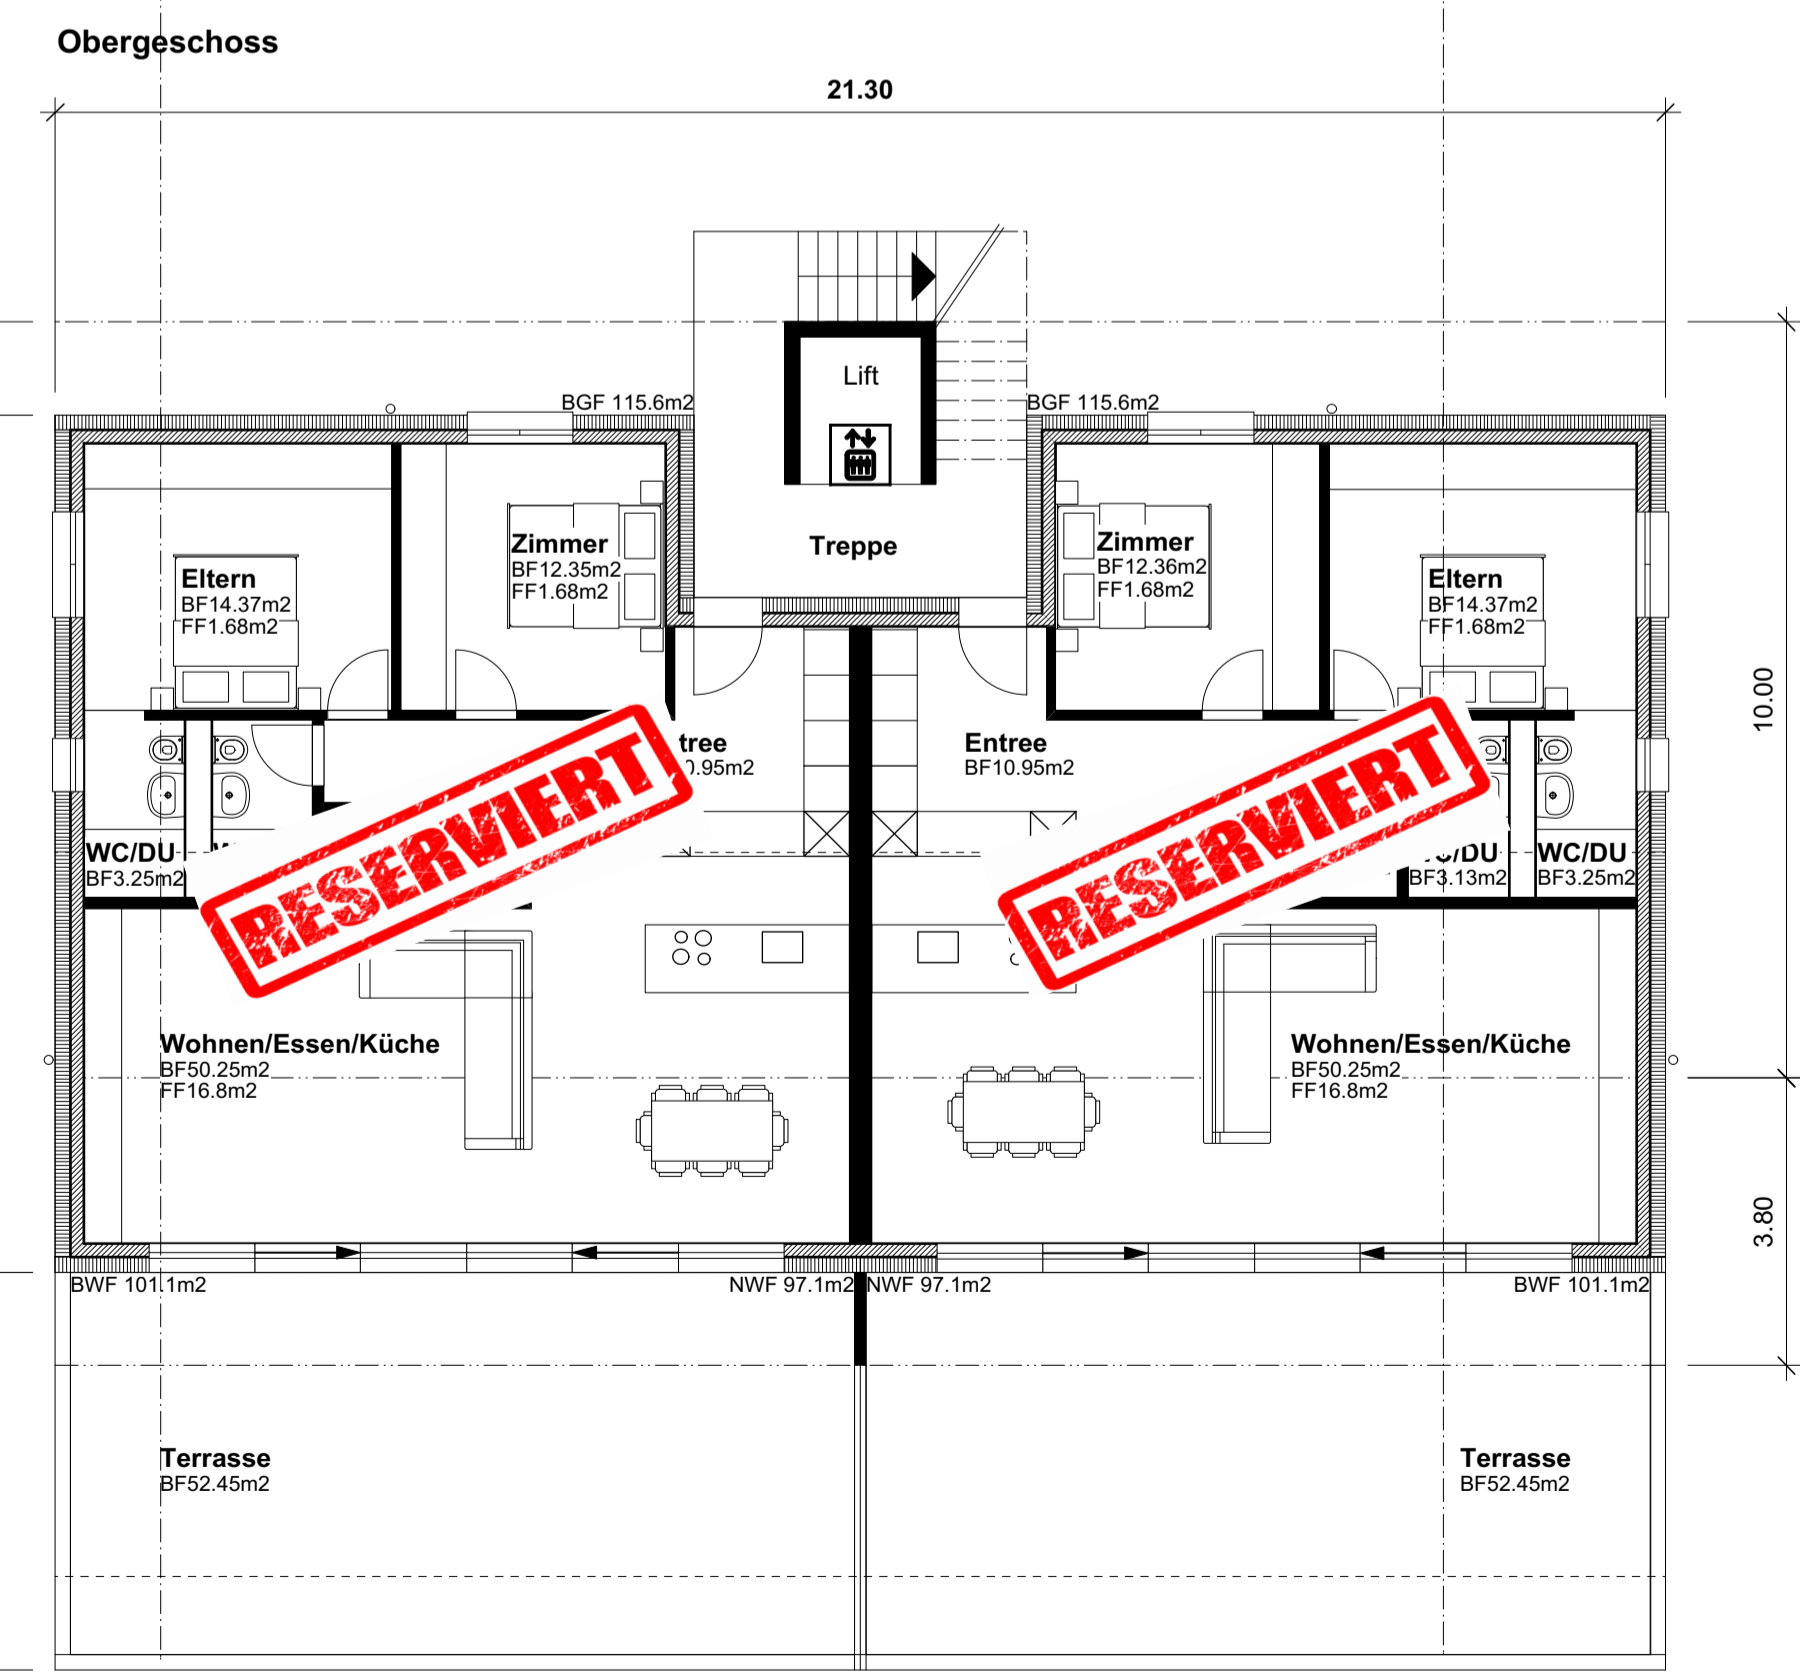 Obergeschoss
21.30
BGF 115.6m2
BGF 115.6m2
Lift
Treppe
Zimmer
BF12.35m2
FF1.68m2
Zimmer
BF12.36m2
FF1.68m2
Eltern
BF14.37m2
FF1.68m2
Eltern
BF14.37m2
FF1.68m2
10.00
tree
0.95m2
Entree
BF10.95m2
RESERVIERT
RESERVIERT
WC/DU
BF3.25m2
/DU
BF3.13m2
WC/DU
BF3.25m2
Wohnen/Essen/Küche
BF50.25m2
FF16.8m2
Wohnen/Essen/Küche
BF50.25m2
FF16.8m2
3.80
BWF 101.1m2
NWF 97.1m2
NWF 97.1m2
BWF 101.1m2
Terrasse
BF52.45m2
Terrasse
BF52.45m2